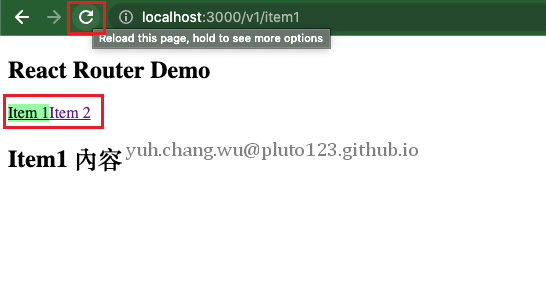 localhost:3000/v1/item1
Reload this page, hold to see more options
React Router Demo
Item 1Item 2
Item1 內容
yuh.chang.wu@pluto123.github.io